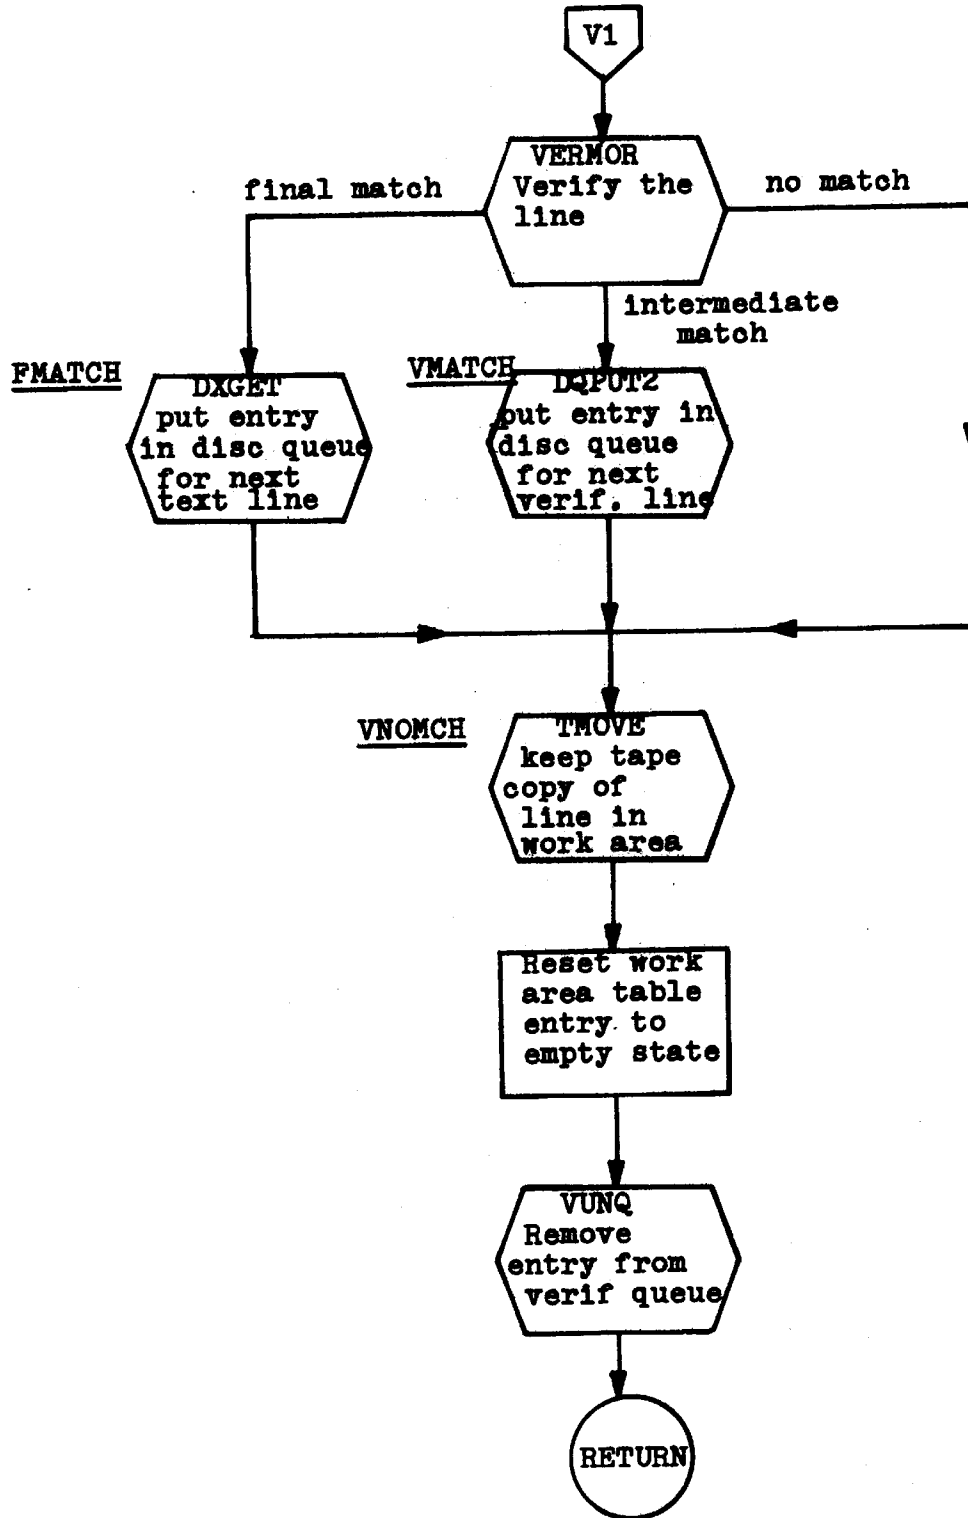 V1
VERMOR
Verify the
line
final match
no match
intermediate
match
FMATCH
DXGET
put entry
in disc queue
for next
text line
VMATCH
DQPUT2
put entry in
disc queue
for next
verif. line
VNOMCH
TMOVE
keep tape
copy of
line in
work area
Reset work
area table
entry to
empty state
VUNQ
Remove
entry from
verif queue
RETURN